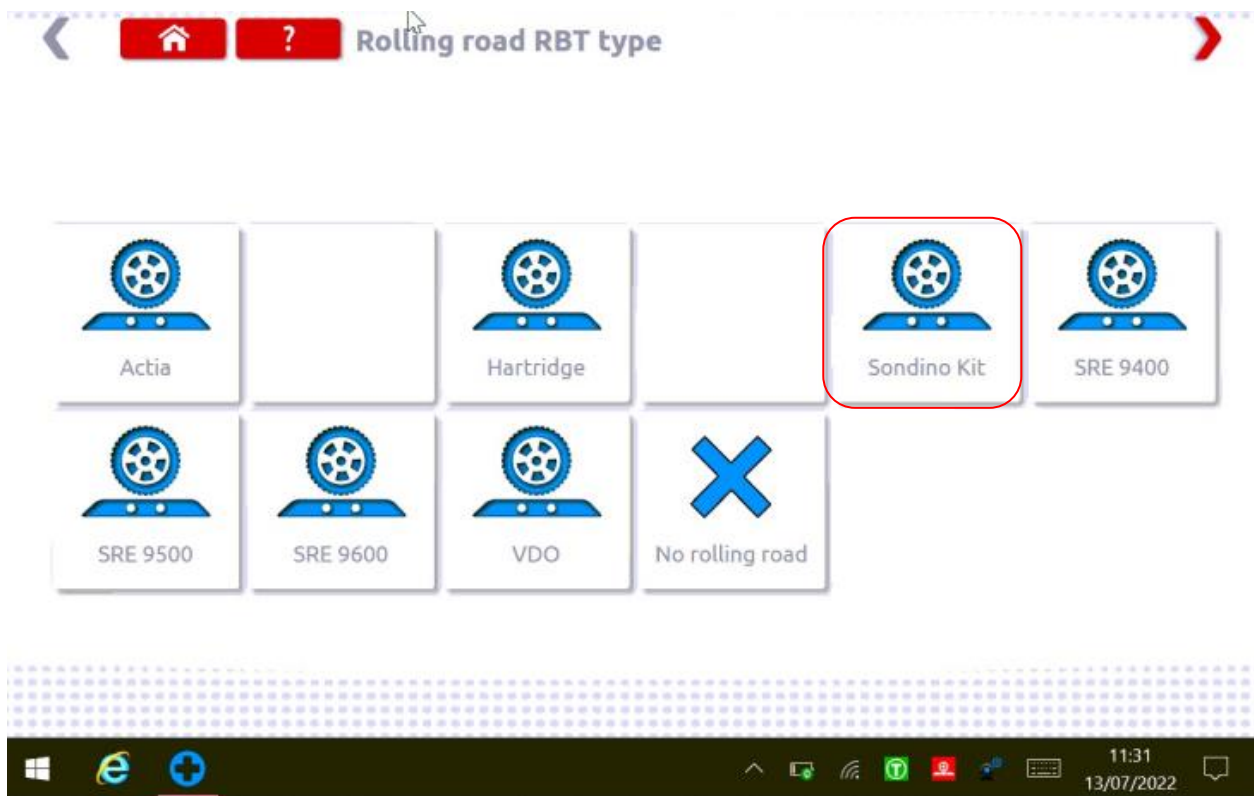 ? Rolling road RBT type
Actia Hartridge Sondino Kit SRE 9400
SRE 9500 SRE 9600 VDO No rolling road
11:31
13/07/2022